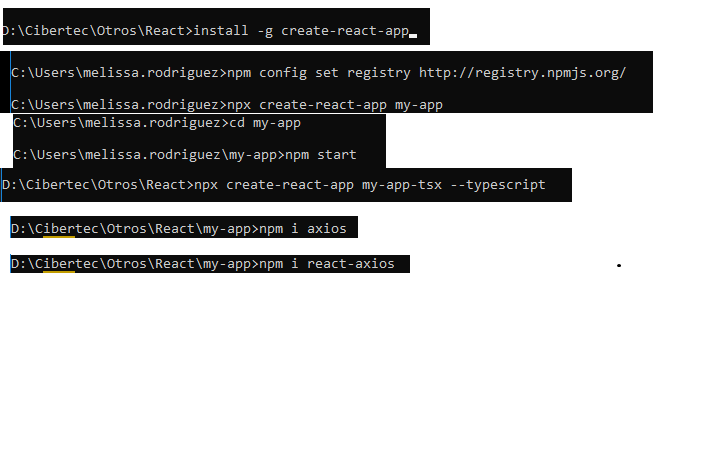 D:\Cibertec\Otros\React>install -g create-react-app
C:\Users\melissa.rodriguez>npm config set registry http://registry.npmjs.org/
C:\Users\melissa.rodriguez>npx create-react-app my-app
C:\Users\melissa.rodriguez>cd my-app
C:\Users\melissa.rodriguez\my-app>npm start
D:\Cibertec\Otros\React>npx create-react-app my-app-tsx --typescript
D:\Cibertec\Otros\React\my-app>npm i axios
D:\Cibertec\Otros\React\my-app>npm i react-axios